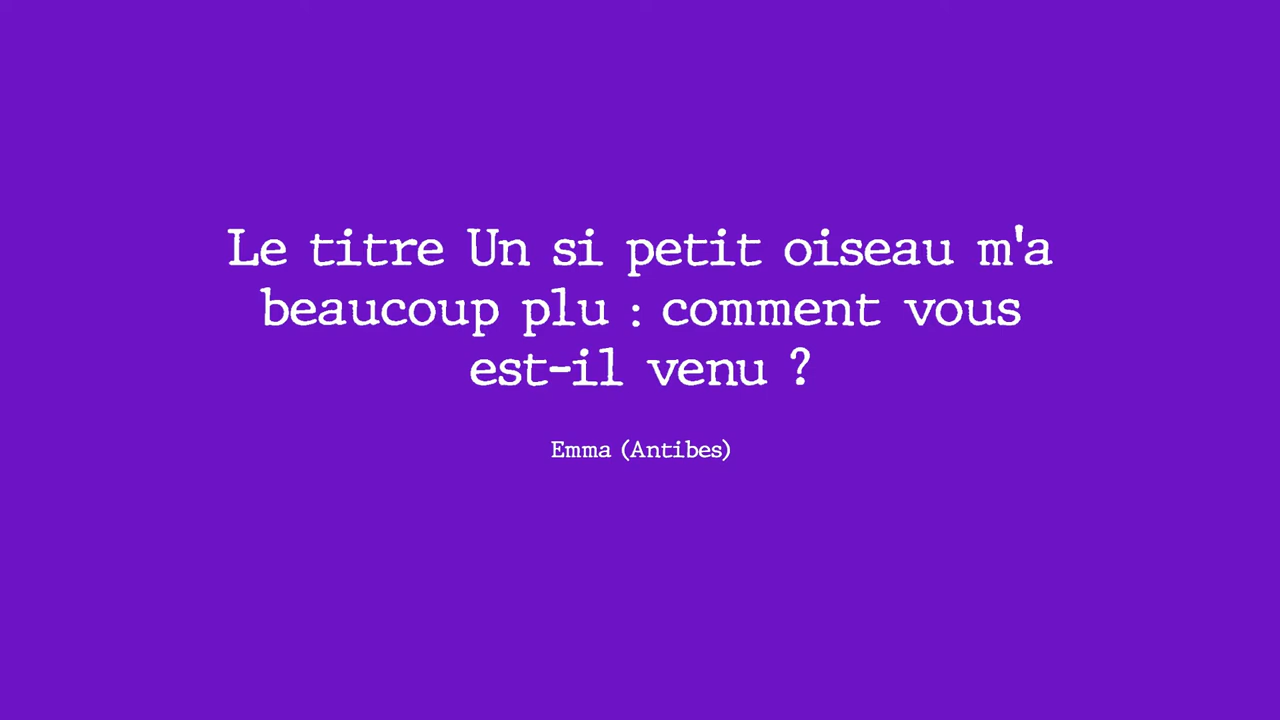 Le titre Un si petit oiseau m'a
beaucoup plu : comment vous
est-il venu ?
Emma (Antibes)